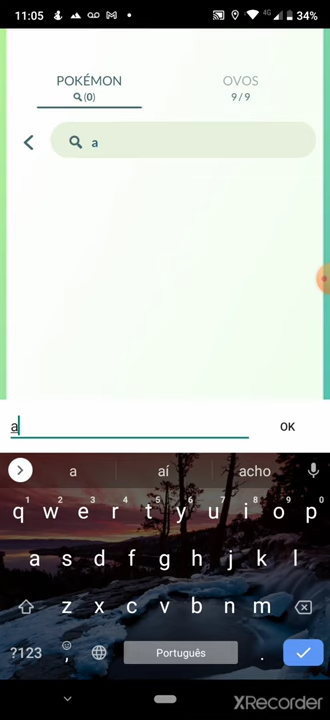 11:05 4G 34%
POKÉMON OVOS
(0) 9 / 9
a
a OK
a aí acho
1 2 3 4 5 6 7 8 9 0
q w e r t y u i o p
a s d f g h j k l
z x c v b n m
?123 , Português .
XRecorder